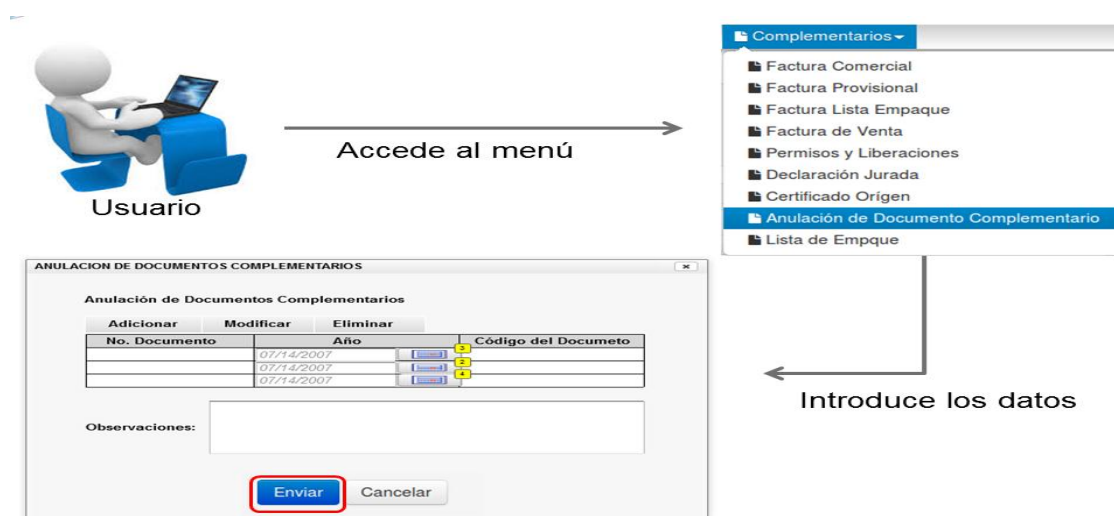 Usuario
Accede al menú
Complementarios
Factura Comercial
Factura Provisional
Factura Lista Empaque
Factura de Venta
Permisos y Liberaciones
Declaración Jurada
Certificado Orígen
Anulación de Documento Complementario
Lista de Empque
Introduce los datos
ANULACION DE DOCUMENTOS COMPLEMENTARIOS
Anulación de Documentos Complementarios
Adicionar Modificar Eliminar
No. Documento Año Código del Documeto
07/14/2007 3
07/14/2007 2
07/14/2007 4
Observaciones:
Enviar Cancelar